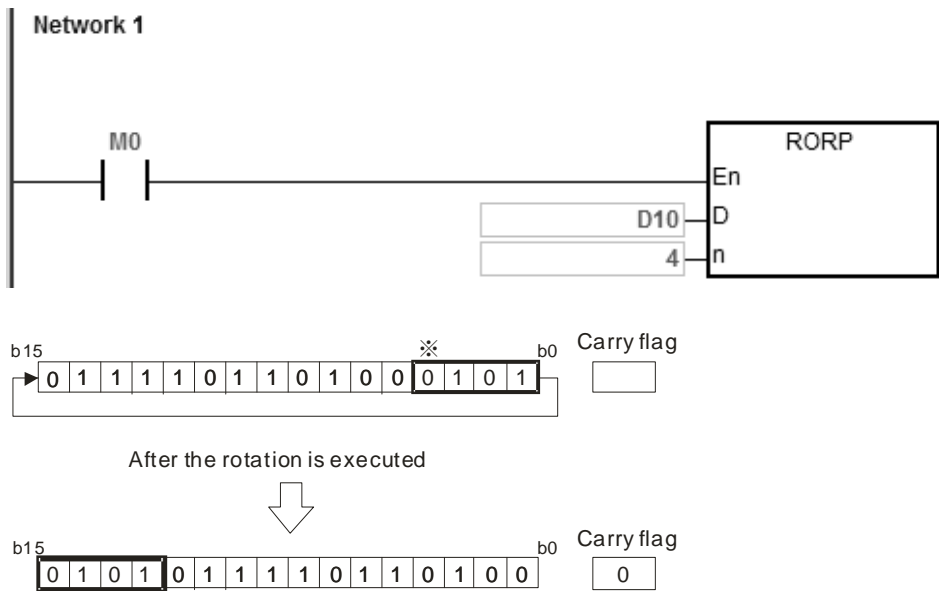 Network 1
M0
RORP
En
D10 D
4 n
※
b15 b0 Carry flag
0 1 1 1 1 0 1 1 0 1 0 0 0 1 0 1
After the rotation is executed
b15 b0 Carry flag
0 1 0 1 0 1 1 1 1 0 1 1 0 1 0 0 0